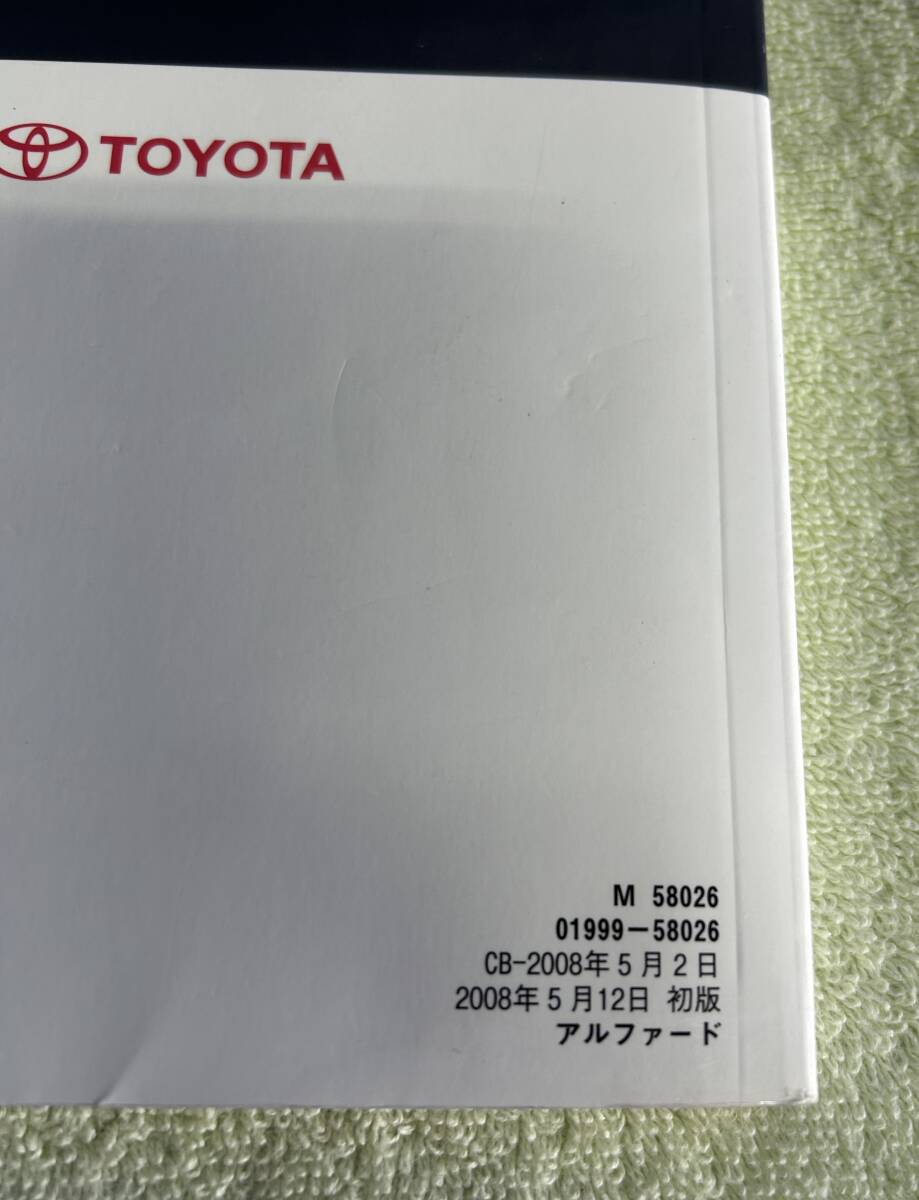 TOYOTA
M 58026
01999-58026
CB-2008年5月2日
2008年5月12日 初版
アルファード